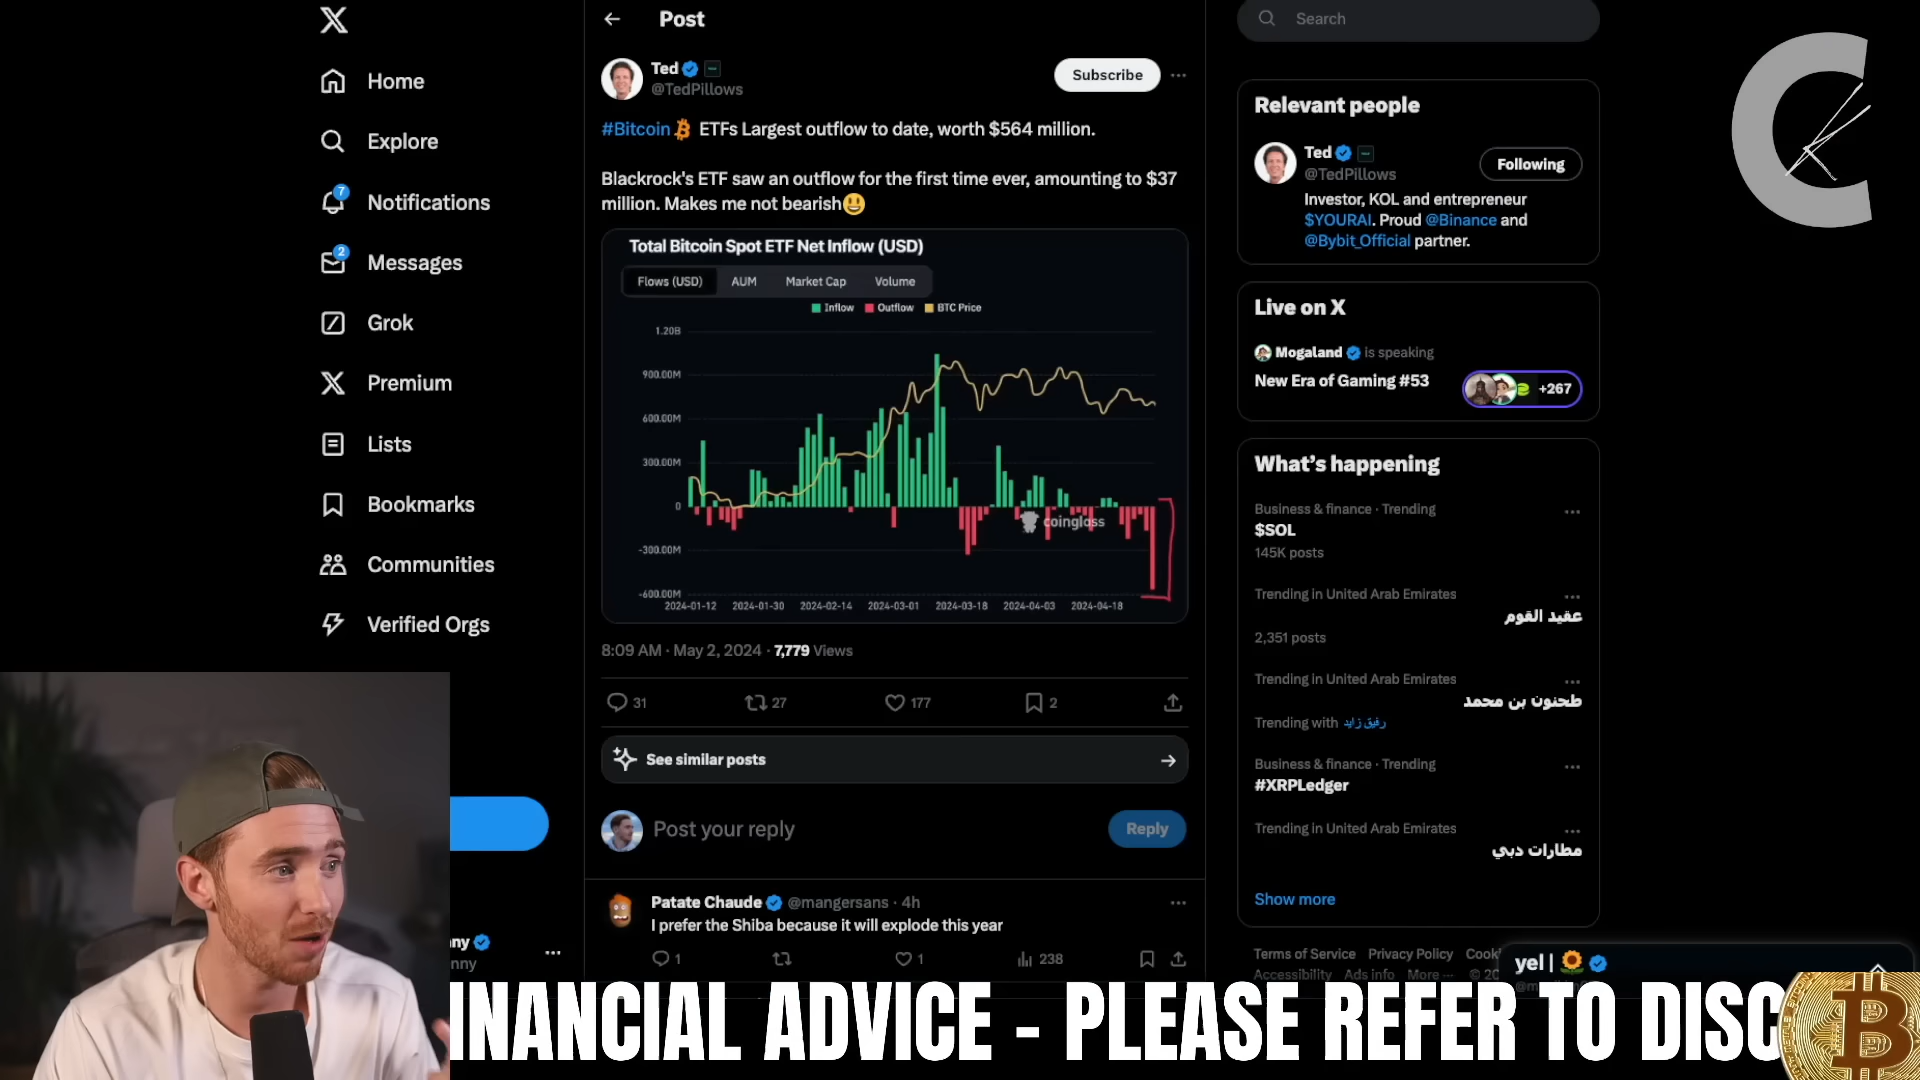 Home
Explore
7
Notifications
2
Messages
Grok
Premium
Lists
Bookmarks
Communities
Verified Orgs
ny
nny
Post
Ted
@TedPillows
Subscribe
#Bitcoin ETFs Largest outflow to date, worth $564 million.
Blackrock's ETF saw an outflow for the first time ever, amounting to $37
million. Makes me not bearish😃
Total Bitcoin Spot ETF Net Inflow (USD)
Flows (USD) AUM Market Cap Volume
Inflow Outflow BTC Price
1.20B
900.00M
600.00M
300.00M
0
-300.00M
-600.00M
coinglass
2024-01-12 2024-01-30 2024-02-14 2024-03-01 2024-03-18 2024-04-03 2024-04-18
8:09 AM · May 2, 2024 · 7,779 Views
31 27 177 2
See similar posts
Post your reply
Reply
Patate Chaude @mangersans · 4h
I prefer the Shiba because it will explode this year
1 1 238
Search
Relevant people
Ted
@TedPillows
Following
Investor, KOL and entrepreneur
$YOURAI. Proud @Binance and
@Bybit_Official partner.
Live on X
Mogaland is speaking
New Era of Gaming #53
+267
What's happening
Business & finance · Trending
$SOL
145K posts
Trending in United Arab Emirates
عقيد القوم
2,351 posts
Trending in United Arab Emirates
طحنون بن محمد
Trending with رفيق زايد
Business & finance · Trending
#XRPLedger
Trending in United Arab Emirates
مطارات دبي
Show more
Terms of Service Privacy Policy Cook
Accessibility Ads info More ··· © 20
yel | 🌻
INANCIAL ADVICE - PLEASE REFER TO DISC